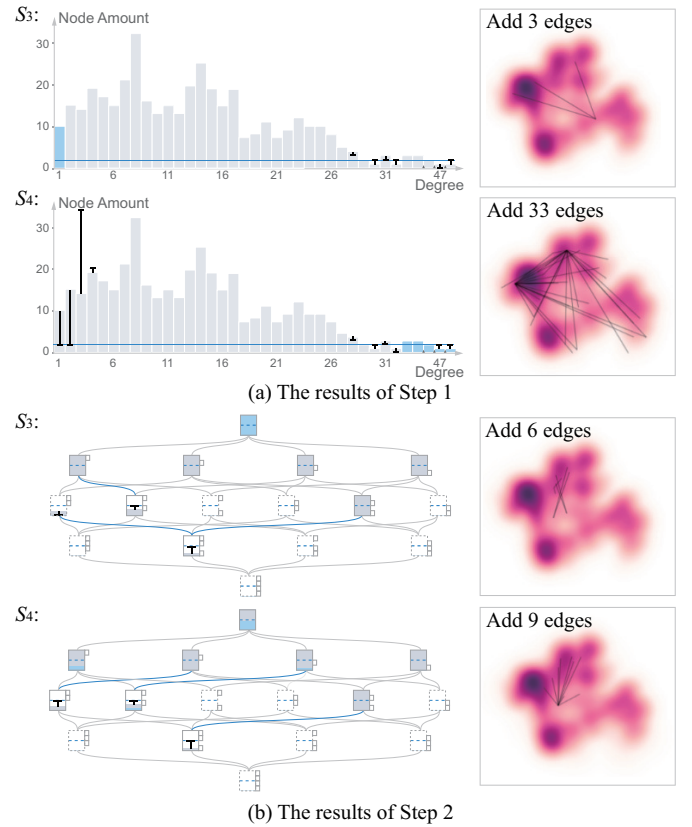 S3:
Node Amount
30
20
10
0
1
6
11
16
21
26
31
47
Degree
Add 3 edges
S4:
Node Amount
30
20
10
0
1
6
11
16
21
26
31
47
Degree
Add 33 edges
(a) The results of Step 1
S3:
Add 6 edges
S4:
Add 9 edges
(b) The results of Step 2